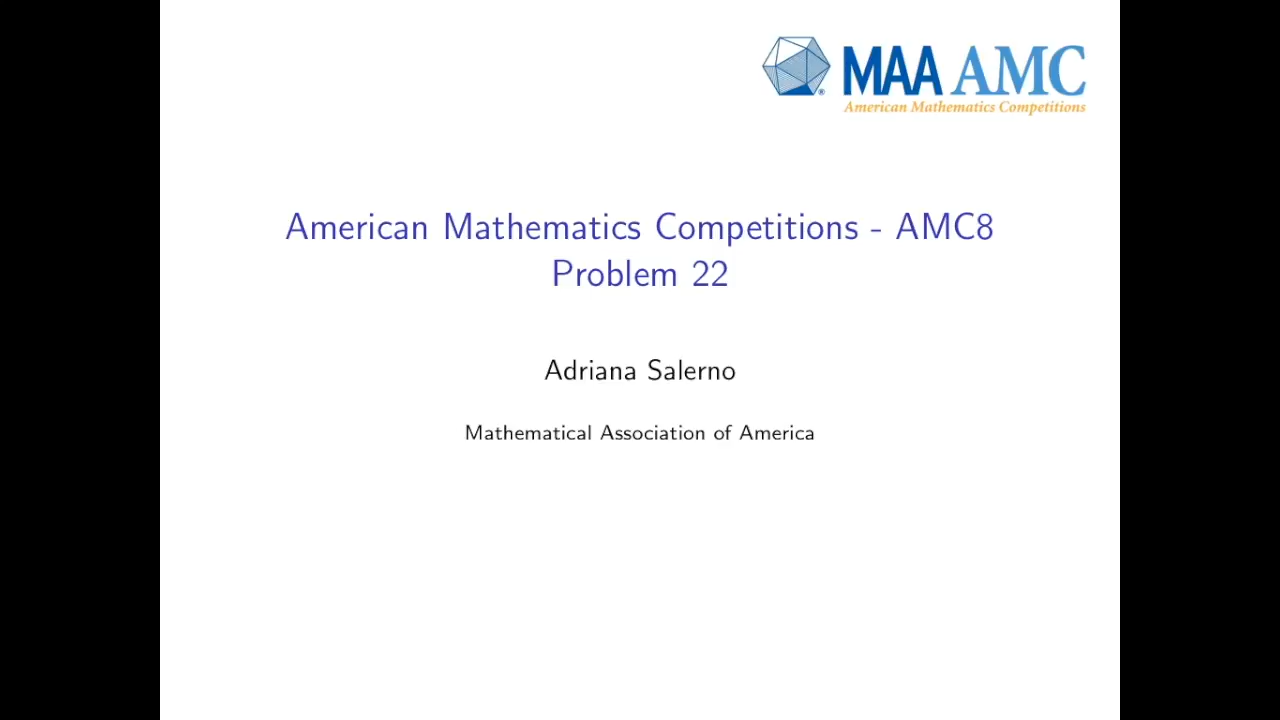 MAA AMC
®
American Mathematics Competitions
American Mathematics Competitions - AMC8
Problem 22
Adriana Salerno
Mathematical Association of America